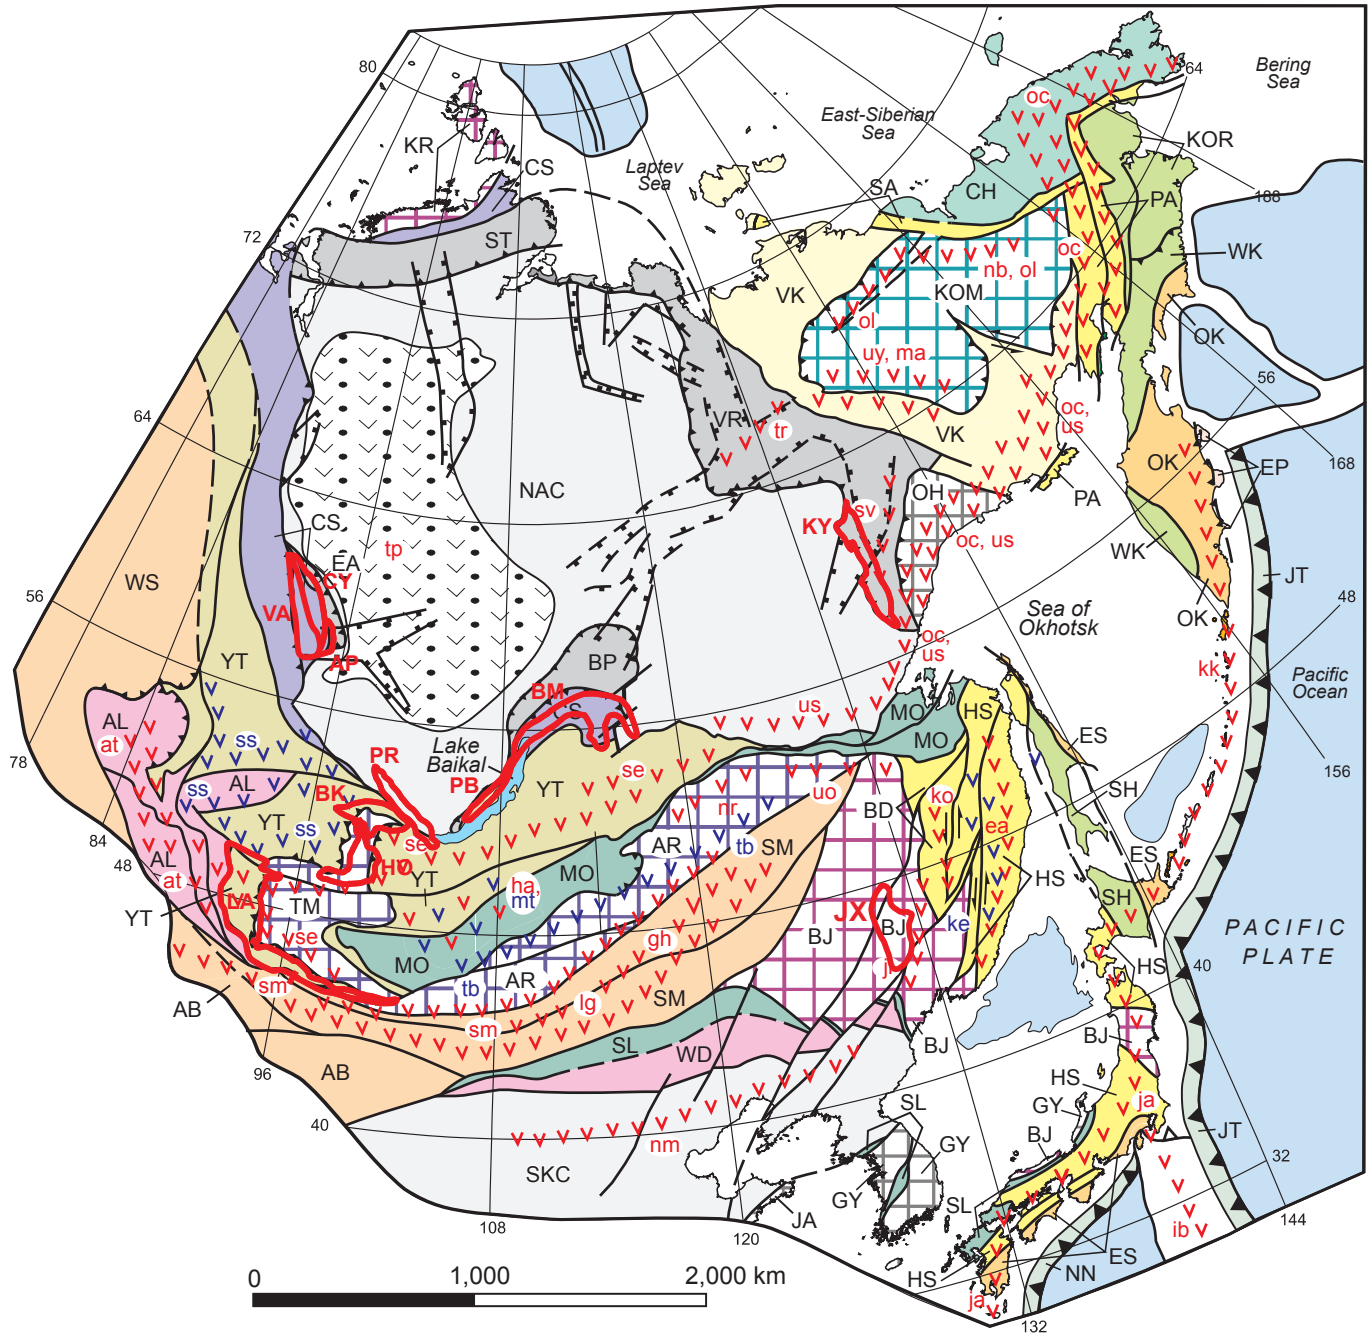 80
64
Bering
Sea
East-Siberian
Sea
oc
KR
CS
Laptev
Sea
KOR
SA
CH
PA
168
72
ST
WK
oc
nb, ol
KOM
VK
OK
ol
uy, ma
56
64
oc,
us
VR
tr
VK
OK
EP
168
NAC
OH
PA
CS
KY
sv
oc, us
WK
tp
EA
CY
WS
JT
56
VA
Sea of
Okhotsk
48
OK
oc,
us
AP
YT
BP
kk
Pacific
Ocean
BM
CS
us
MO
HS
AL
at
ss
MO
ES
Lake
Baikal
78
PR
se
156
PB
YT
ss
AL
BK
uo
SH
nr
ko
BD
ea
YT
ss
84
se
AR
tb
SM
48
AL
HU
MO
ES
at
YT
ha,
mt
HS
SH
YT
LA
TM
JX
BJ
BJ
ke
PACIFIC
PLATE
se
gh
HS
MO
40
AR
ji
sm
tb
AB
lg
SM
sm
BJ
BJ
SL
WD
96
AB
HS
GY
ja
SL
40
BJ
JT
nm
GY
32
SKC
GY
SL
JA
144
108
ib
120
ES
NN
HS
0
1,000
2,000 km
ja
132